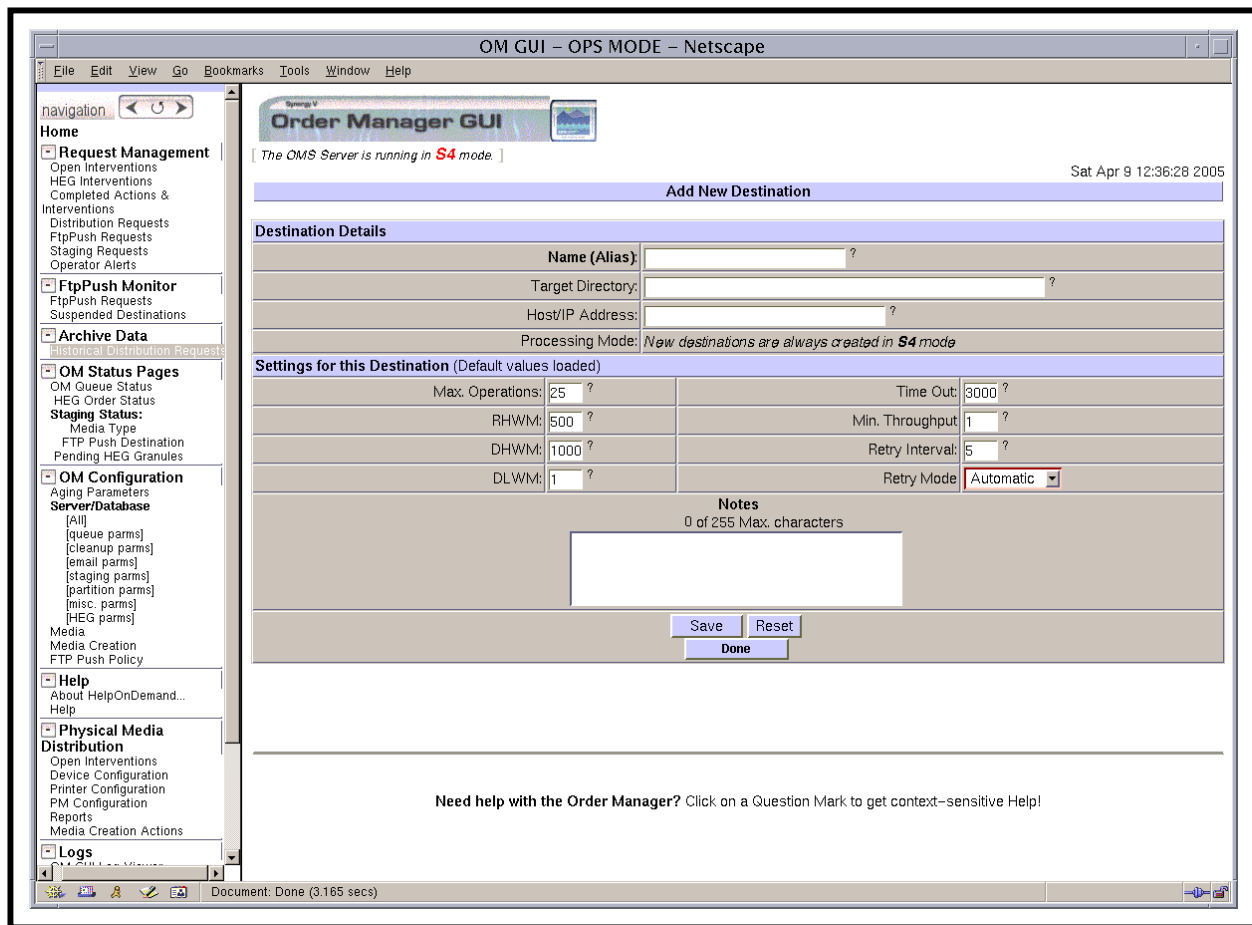 OM GUI – OPS MODE – Netscape
File Edit View Go Bookmarks Tools Window Help
navigation
Home
Request Management
Open Interventions
HEG Interventions
Completed Actions &
Interventions
Distribution Requests
FtpPush Requests
Staging Requests
Operator Alerts
FtpPush Monitor
FtpPush Requests
Suspended Destinations
Archive Data
Historical Distribution Requests
OM Status Pages
OM Queue Status
HEG Order Status
Staging Status:
Media Type
FTP Push Destination
Pending HEG Granules
OM Configuration
Aging Parameters
Server/Database
[All]
[queue parms]
[cleanup parms]
[email parms]
[staging parms]
[partition parms]
[misc. parms]
[HEG parms]
Media
Media Creation
FTP Push Policy
Help
About HelpOnDemand...
Help
Physical Media
Distribution
Open Interventions
Device Configuration
Printer Configuration
PM Configuration
Reports
Media Creation Actions
Logs
OM GUI Log Viewer
Synergy V
Order Manager GUI
[ The OMS Server is running in S4 mode. ]
Sat Apr 9 12:36:28 2005
Add New Destination
Destination Details
Name (Alias): ?
Target Directory: ?
Host/IP Address: ?
Processing Mode: New destinations are always created in S4 mode
Settings for this Destination (Default values loaded)
Max. Operations: 25 ? Time Out: 3000 ?
RHWM: 500 ? Min. Throughput 1 ?
DHWM: 1000 ? Retry Interval: 5 ?
DLWM: 1 ? Retry Mode Automatic
Notes
0 of 255 Max. characters
Save Reset
Done
Need help with the Order Manager? Click on a Question Mark to get context–sensitive Help!
Document: Done (3.165 secs)